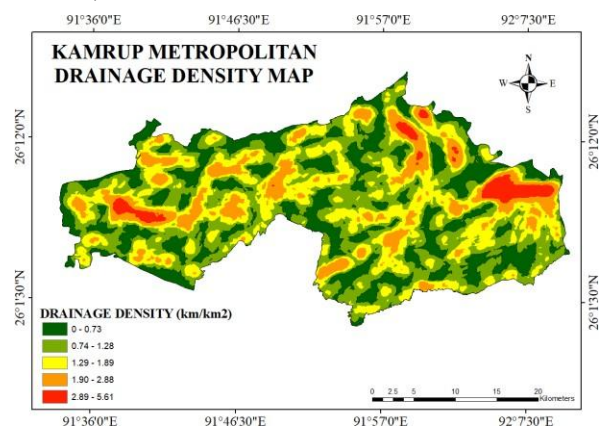 91°36'0"E 91°46'30"E 91°57'0"E 92°7'30"E
KAMRUP METROPOLITAN
DRAINAGE DENSITY MAP
N
W E
S
26°12'0"N
26°12'0"N
26°1'30"N
26°1'30"N
DRAINAGE DENSITY (km/km2)
0 - 0.73
0.74 - 1.28
1.29 - 1.89
1.90 - 2.88
2.89 - 5.61
0 2.5 5 10 15 20
Kilometers
91°36'0"E 91°46'30"E 91°57'0"E 92°7'30"E